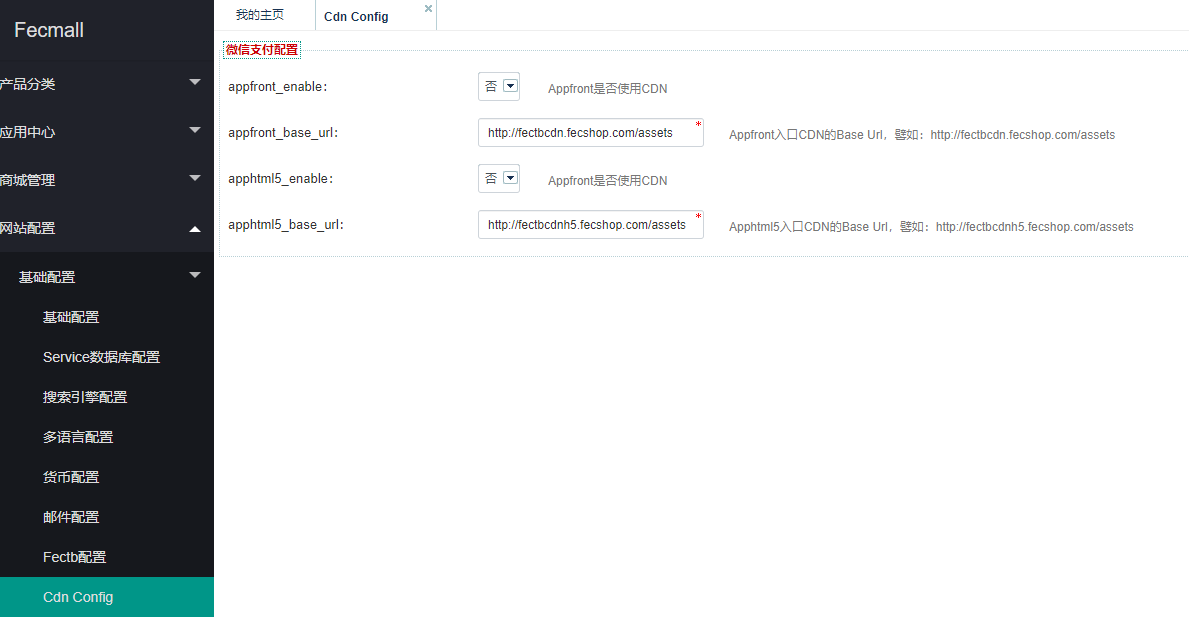 Fecmall
产品分类
应用中心
商城管理
网站配置
基础配置
基础配置
Service数据库配置
搜索引擎配置
多语言配置
货币配置
邮件配置
Fectb配置
Cdn Config
我的主页
Cdn Config ×
微信支付配置
appfront_enable: 否 Appfront是否使用CDN
appfront_base_url: http://fectbcdn.fecshop.com/assets * Appfront入口CDN的Base Url，譬如：http://fectbcdn.fecshop.com/assets
apphtml5_enable: 否 Appfront是否使用CDN
apphtml5_base_url: http://fectbcdnh5.fecshop.com/assets * Apphtml5入口CDN的Base Url，譬如：http://fectbcdnh5.fecshop.com/assets